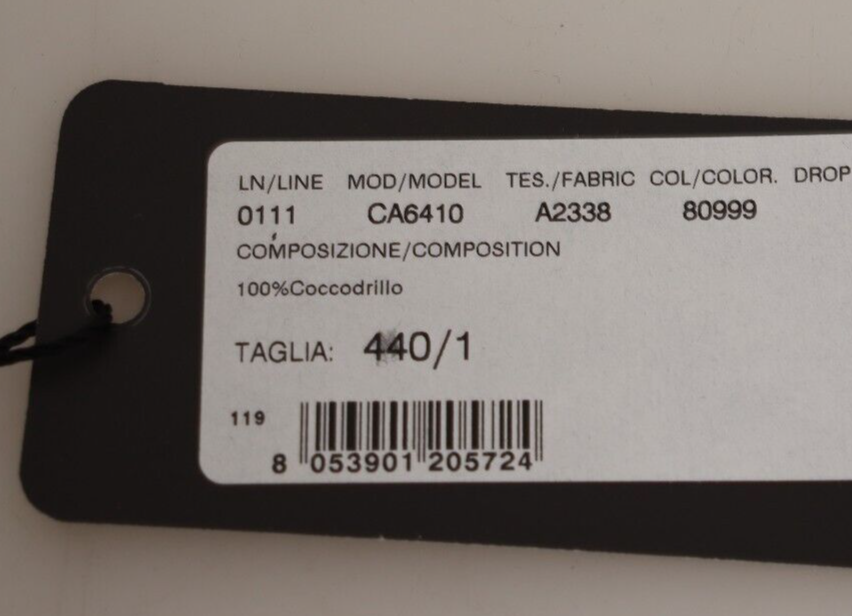 LN/LINE MOD/MODEL TES./FABRIC COL/COLOR. DROP
0111 CA6410 A2338 80999
COMPOSIZIONE/COMPOSITION
100%Coccodrillo
TAGLIA: 440/1
119
8 053901 205724